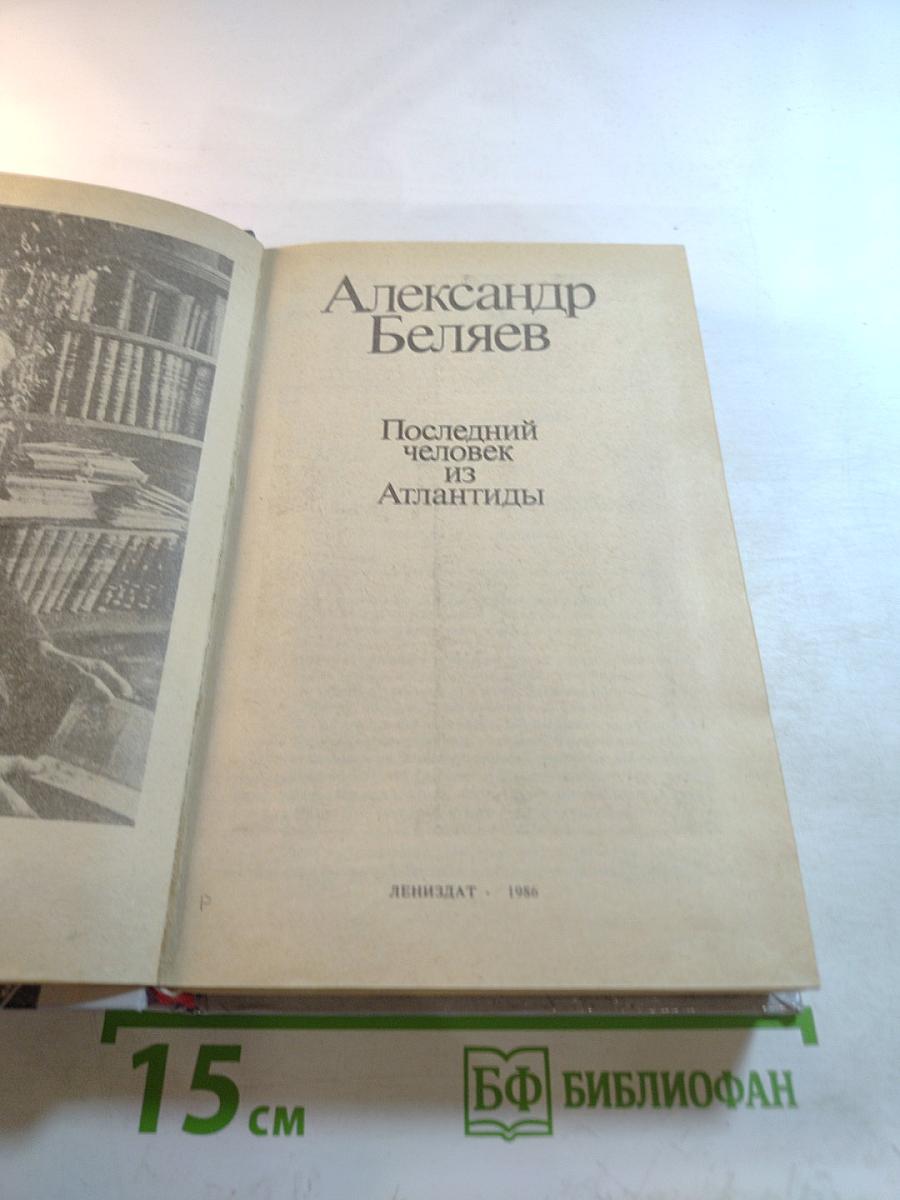 Александр
Беляев
Последний
человек
из
Атлантиды
ЛЕНИЗДАТ · 1986
Р
15 см
БФ БИБЛИОФАН